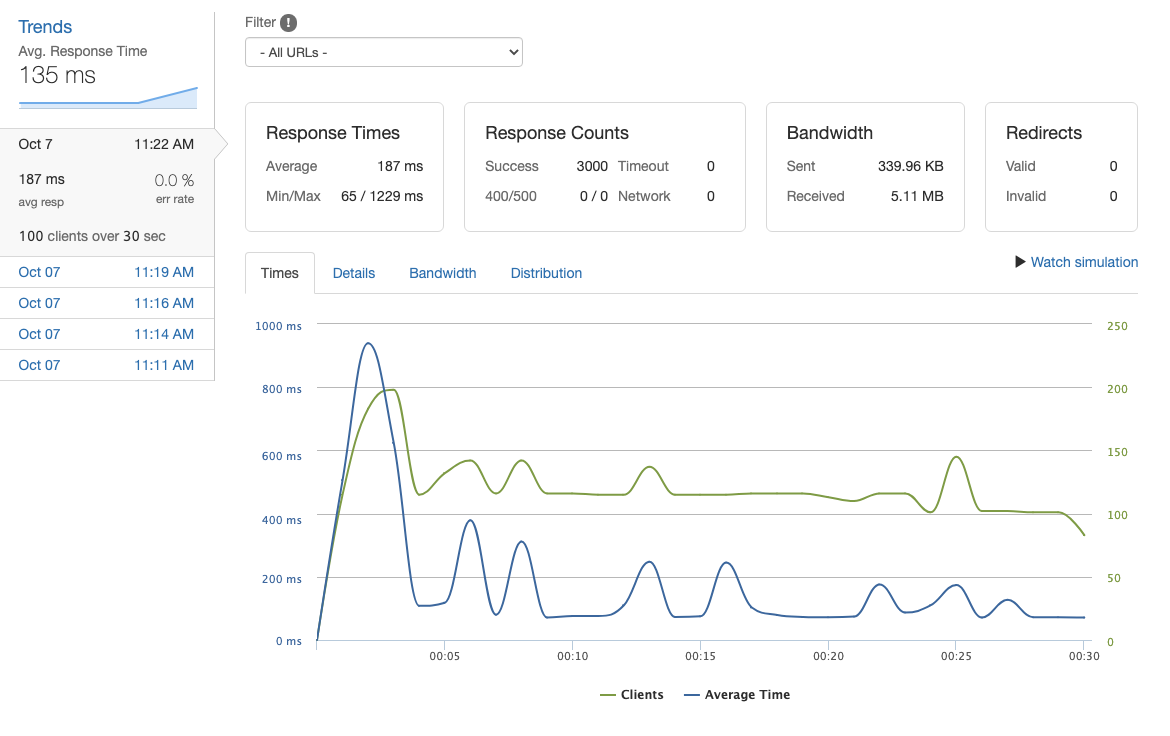 Trends
Avg. Response Time
135 ms
Oct 7 11:22 AM
187 ms 0.0 %
avg resp err rate
100 clients over 30 sec
Oct 07 11:19 AM
Oct 07 11:16 AM
Oct 07 11:14 AM
Oct 07 11:11 AM
Filter !
- All URLs -
Response Times
Average 187 ms
Min/Max 65 / 1229 ms
Response Counts
Success 3000 Timeout 0
400/500 0 / 0 Network 0
Bandwidth
Sent 339.96 KB
Received 5.11 MB
Redirects
Valid 0
Invalid 0
Times Details Bandwidth Distribution
Watch simulation
1000 ms 250
800 ms 200
600 ms 150
400 ms 100
200 ms 50
0 ms 0
00:05 00:10 00:15 00:20 00:25 00:30
Clients Average Time